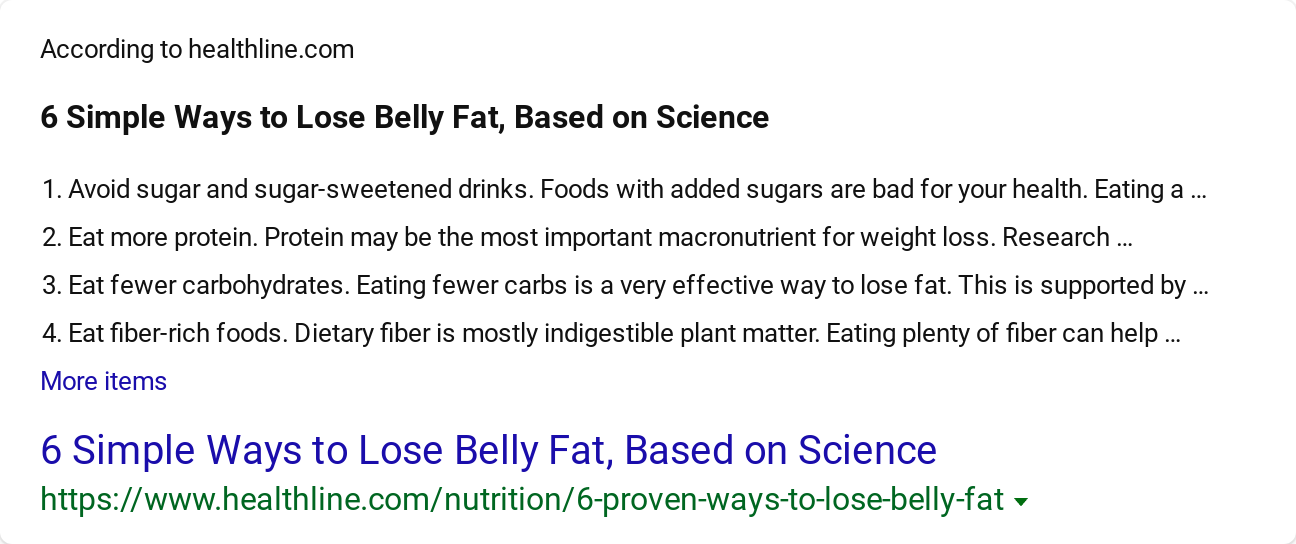 According to healthline.com
6 Simple Ways to Lose Belly Fat, Based on Science
1. Avoid sugar and sugar-sweetened drinks. Foods with added sugars are bad for your health. Eating a ...
2. Eat more protein. Protein may be the most important macronutrient for weight loss. Research ...
3. Eat fewer carbohydrates. Eating fewer carbs is a very effective way to lose fat. This is supported by ...
4. Eat fiber-rich foods. Dietary fiber is mostly indigestible plant matter. Eating plenty of fiber can help ...
More items
6 Simple Ways to Lose Belly Fat, Based on Science
https://www.healthline.com/nutrition/6-proven-ways-to-lose-belly-fat